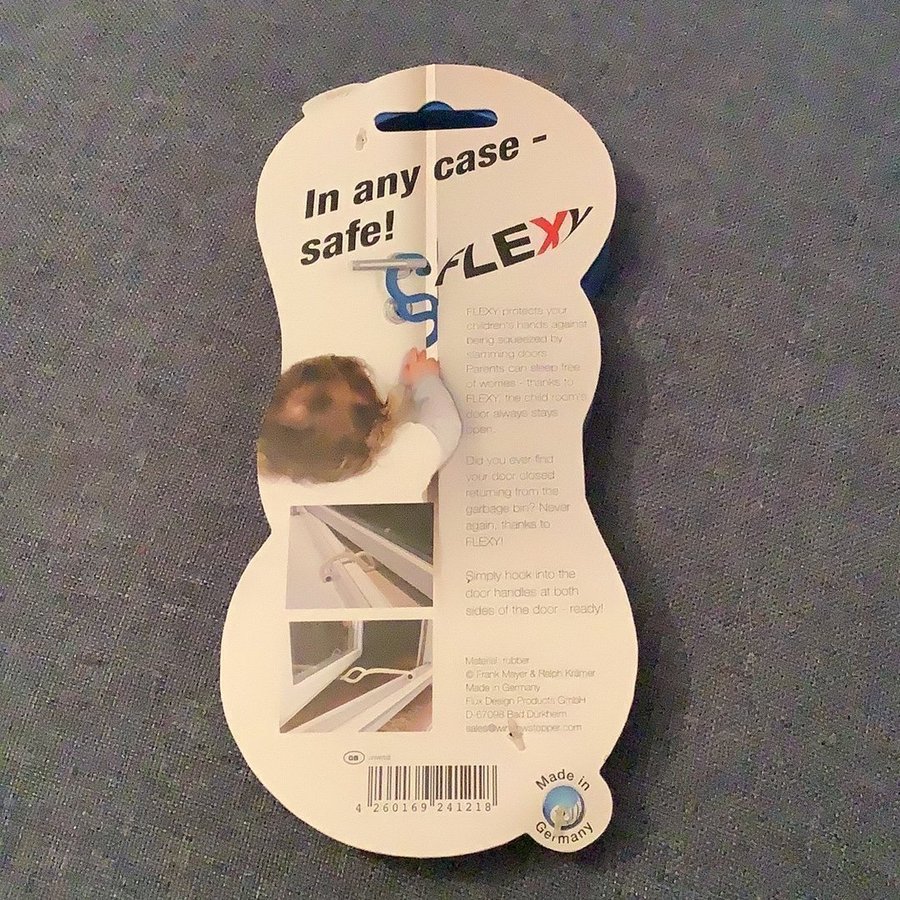 In any case -
safe!
FLEXY
FLEXY protects your
children's hands against
being squeezed by
slamming doors.
Parents can sleep free
of worries - thanks to
FLEXY, the child room's
door always stays
open.
Did you ever find
your door closed
returning from the
garbage bin? Never
again, thanks to
FLEXY!
Simply hook into the
door handles at both
sides of the door - ready!
Material: rubber
© Frank Mayer & Ralph Krämer
Made in Germany
Flux Design Products GmbH
D-67098 Bad Dürkheim
GB
4 260169 241218
Made in
Germany